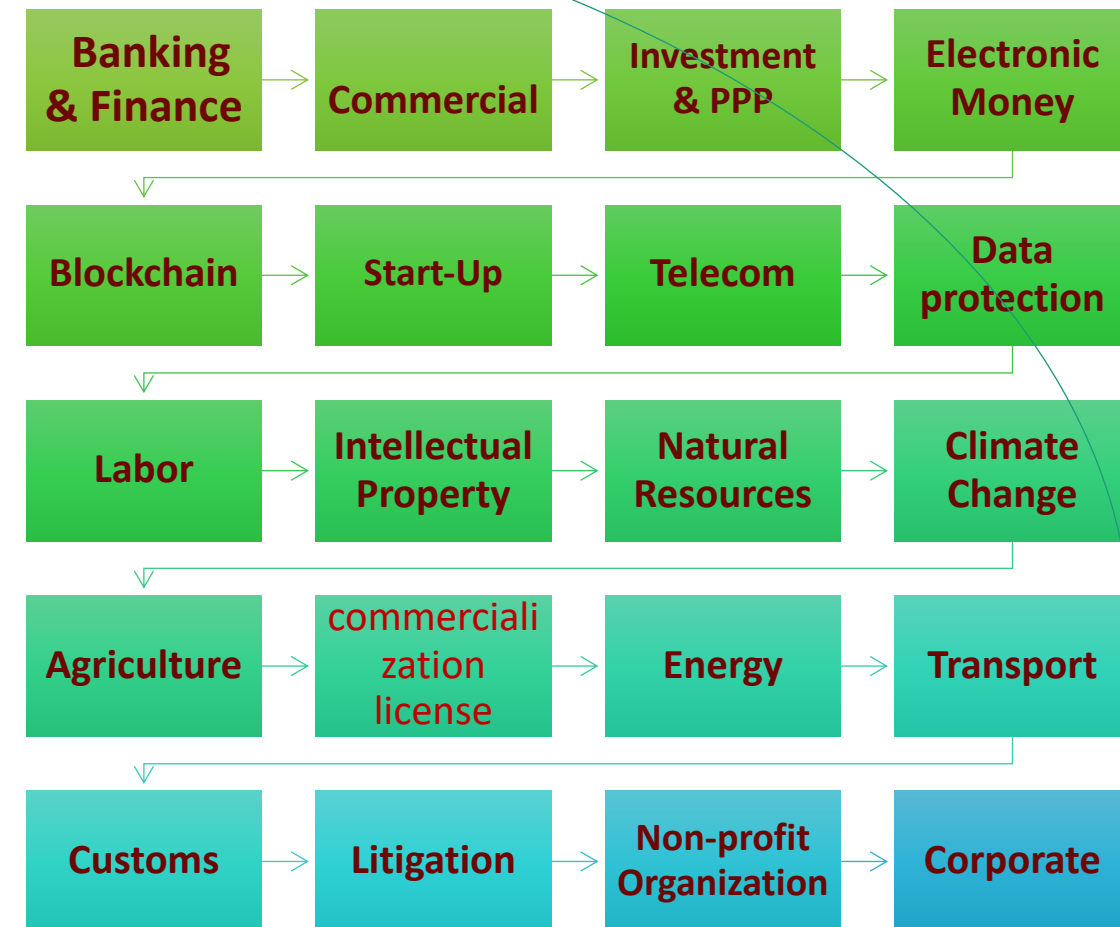 Banking
& Finance
Commercial
Investment
& PPP
Electronic
Money
Blockchain
Start-Up
Telecom
Data
protection
Labor
Intellectual
Property
Natural
Resources
Climate
Change
Agriculture
commerciali
zation
license
Energy
Transport
Customs
Litigation
Non-profit
Organization
Corporate